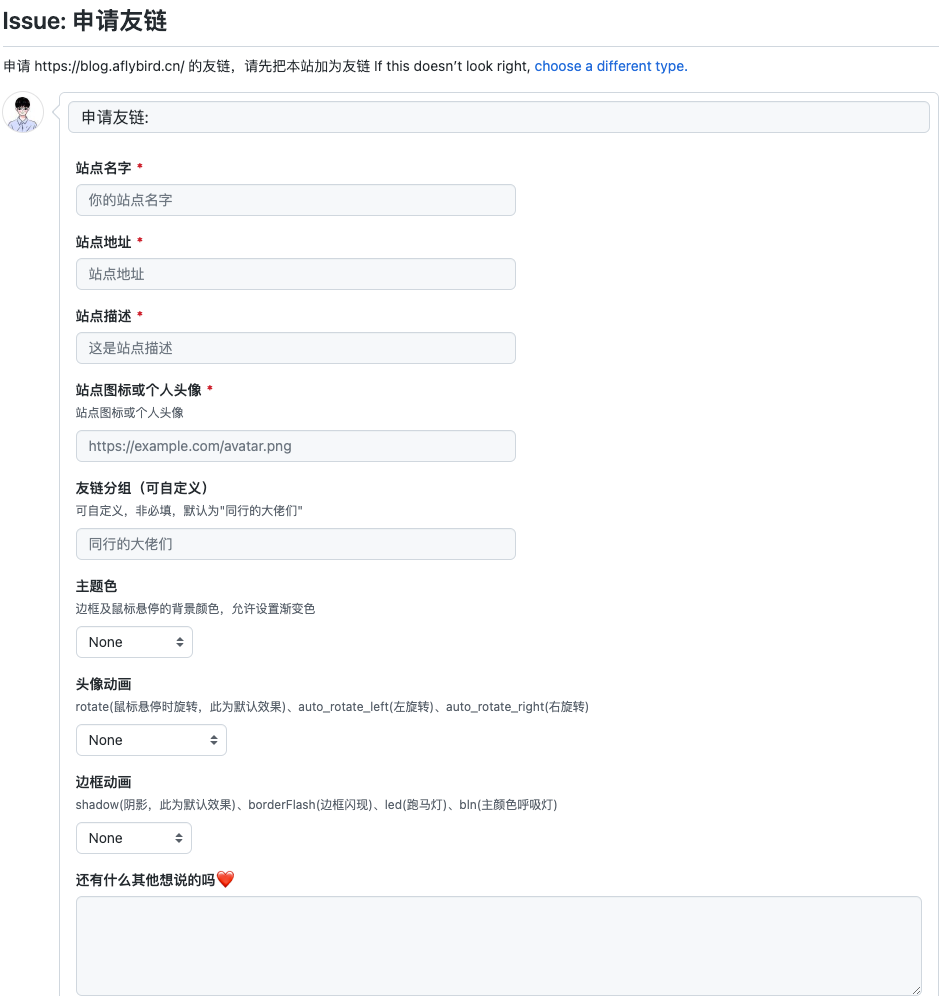 Issue: 申请友链
申请 https://blog.aflybird.cn/ 的友链，请先把本站加为友链 If this doesn’t look right, choose a different type.
申请友链:
站点名字 *
你的站点名字
站点地址 *
站点地址
站点描述 *
这是站点描述
站点图标或个人头像 *
站点图标或个人头像
https://example.com/avatar.png
友链分组（可自定义）
可自定义，非必填，默认为"同行的大佬们"
同行的大佬们
主题色
边框及鼠标悬停的背景颜色，允许设置渐变色
None
头像动画
rotate(鼠标悬停时旋转，此为默认效果)、auto_rotate_left(左旋转)、auto_rotate_right(右旋转)
None
边框动画
shadow(阴影，此为默认效果)、borderFlash(边框闪现)、led(跑马灯)、bln(主颜色呼吸灯)
None
还有什么其他想说的吗❤️